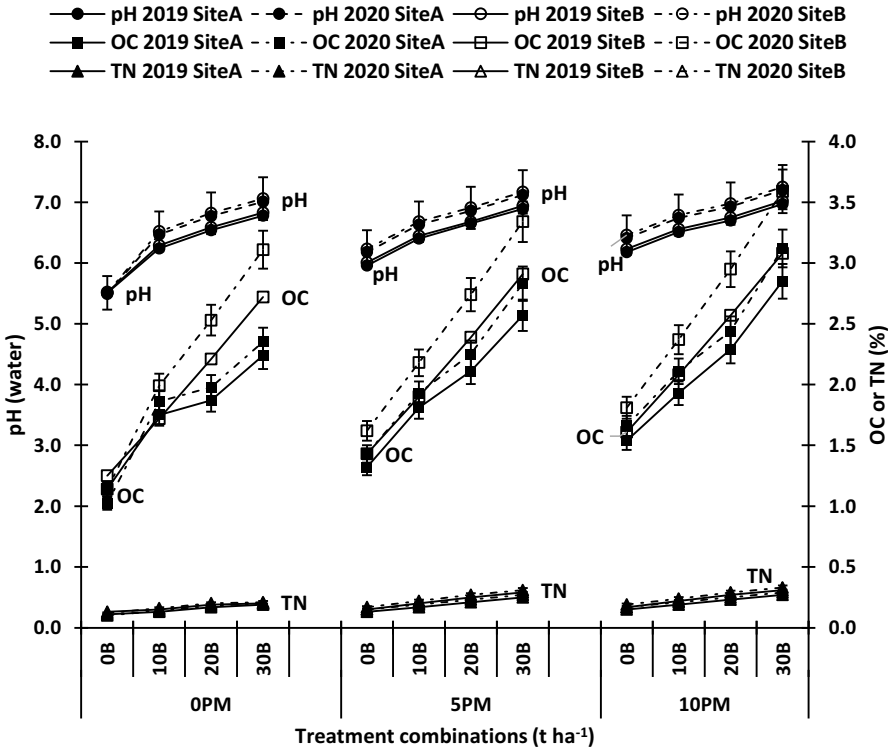 pH 2019 SiteA pH 2020 SiteA pH 2019 SiteB pH 2020 SiteB
OC 2019 SiteA OC 2020 SiteA OC 2019 SiteB OC 2020 SiteB
TN 2019 SiteA TN 2020 SiteA TN 2019 SiteB TN 2020 SiteB
pH (water)
8.0
7.0
6.0
5.0
4.0
3.0
2.0
1.0
0.0
pH
pH
OC
OC
TN
pH
pH
OC
OC
TN
pH
OC
TN
4.0
3.5
3.0
2.5
2.0
1.5
1.0
0.5
0.0
OC or TN (%)
0B 10B 20B 30B 0B 10B 20B 30B 0B 10B 20B 30B
0PM 5PM 10PM
Treatment combinations (t ha-1)